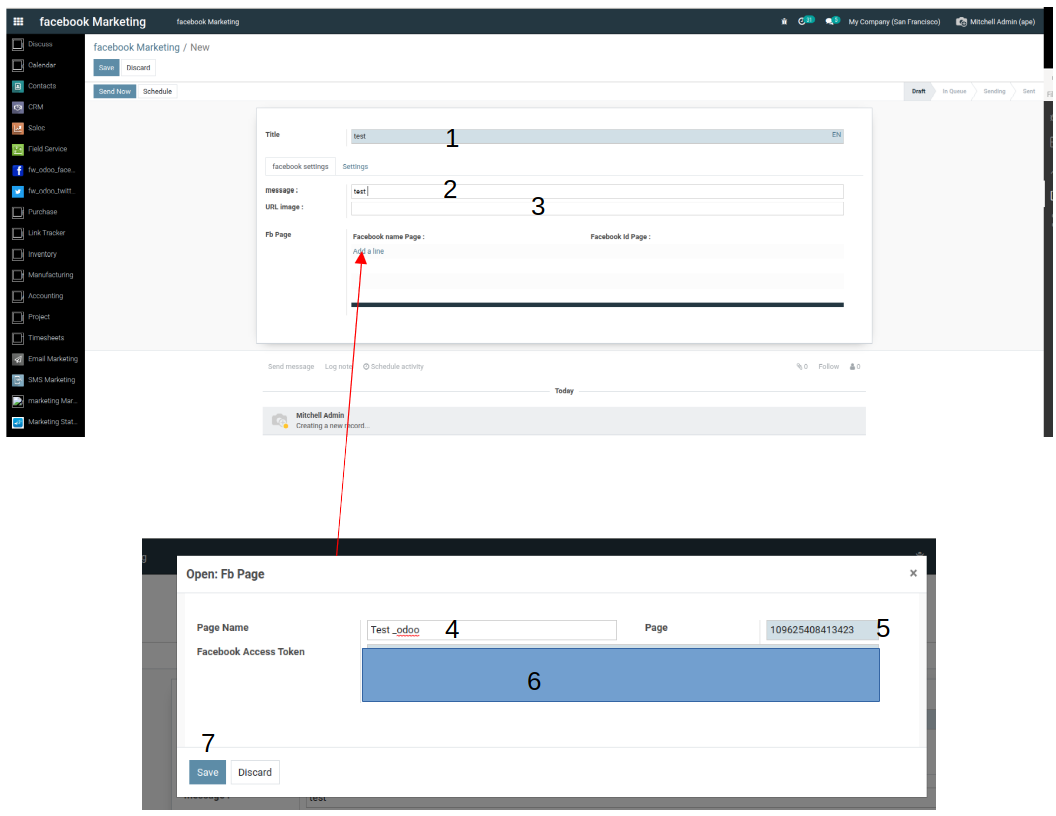 facebook Marketing
facebook Marketing
21
5
My Company (San Francisco)
Mitchell Admin (ape)
Discuss
Calendar
Contacts
CRM
Sales
Field Service
fw_odoo_face..
fw_odoo_twitt..
Purchase
Link Tracker
Inventory
Manufacturing
Accounting
Project
Timesheets
Email Marketing
SMS Marketing
marketing Mar..
Marketing Stat..
facebook Marketing / New
Save Discard
Send Now Schedule
Draft In Queue Sending Sent
Title test 1 EN
facebook settings Settings
message : test 2
URL image : 3
Fb Page Facebook name Page : Facebook Id Page :
Add a line
Send message Log note Schedule activity 0 Follow 0
Today
Mitchell Admin
Creating a new record...
Open: Fb Page ×
Page Name Test _odoo 4 Page 109625408413423 5
Facebook Access Token
6
7
Save Discard
test